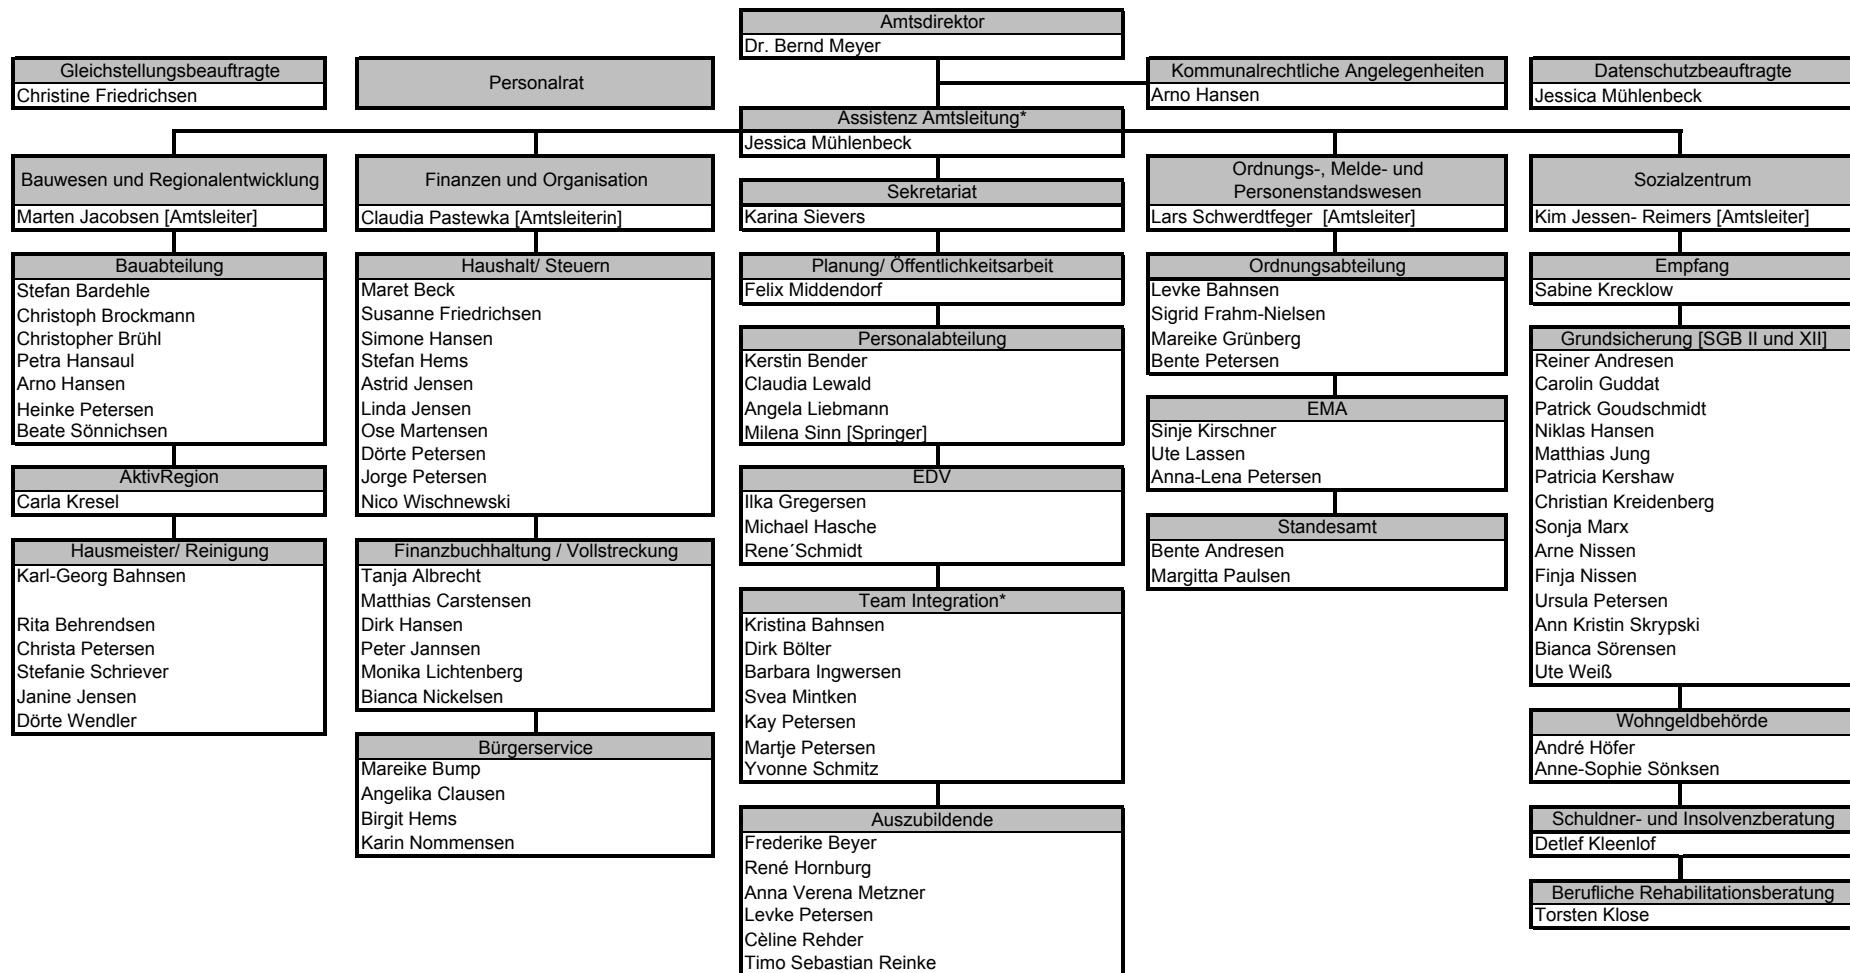 Amtsdirektor
Dr. Bernd Meyer
Gleichstellungsbeauftragte
Christine Friedrichsen
Personalrat
Kommunalrechtliche Angelegenheiten
Arno Hansen
Datenschutzbeauftragte
Jessica Mühlenbeck
Assistenz Amtsleitung*
Jessica Mühlenbeck
Bauwesen und Regionalentwicklung
Marten Jacobsen [Amtsleiter]
Bauabteilung
Stefan Bardehle
Christoph Brockmann
Christopher Brühl
Petra Hansaul
Arno Hansen
Heinke Petersen
Beate Sönnichsen
AktivRegion
Carla Kresel
Hausmeister/ Reinigung
Karl-Georg Bahnsen
Rita Behrendsen
Christa Petersen
Stefanie Schriever
Janine Jensen
Dörte Wendler
Finanzen und Organisation
Claudia Pastewka [Amtsleiterin]
Haushalt/ Steuern
Maret Beck
Susanne Friedrichsen
Simone Hansen
Stefan Hems
Astrid Jensen
Linda Jensen
Ose Martensen
Dörte Petersen
Jorge Petersen
Nico Wischnewski
Finanzbuchhaltung / Vollstreckung
Tanja Albrecht
Matthias Carstensen
Dirk Hansen
Peter Jannsen
Monika Lichtenberg
Bianca Nickelsen
Bürgerservice
Mareike Bump
Angelika Clausen
Birgit Hems
Karin Nommensen
Sekretariat
Karina Sievers
Planung/ Öffentlichkeitsarbeit
Felix Middendorf
Personalabteilung
Kerstin Bender
Claudia Lewald
Angela Liebmann
Milena Sinn [Springer]
EDV
Ilka Gregersen
Michael Hasche
Rene´Schmidt
Team Integration*
Kristina Bahnsen
Dirk Bölter
Barbara Ingwersen
Svea Mintken
Kay Petersen
Martje Petersen
Yvonne Schmitz
Auszubildende
Frederike Beyer
René Hornburg
Anna Verena Metzner
Levke Petersen
Cèline Rehder
Timo Sebastian Reinke
Ordnungs-, Melde- und
Personenstandswesen
Lars Schwerdtfeger [Amtsleiter]
Ordnungsabteilung
Levke Bahnsen
Sigrid Frahm-Nielsen
Mareike Grünberg
Bente Petersen
EMA
Sinje Kirschner
Ute Lassen
Anna-Lena Petersen
Standesamt
Bente Andresen
Margitta Paulsen
Sozialzentrum
Kim Jessen- Reimers [Amtsleiter]
Empfang
Sabine Krecklow
Grundsicherung [SGB II und XII]
Reiner Andresen
Carolin Guddat
Patrick Goudschmidt
Niklas Hansen
Matthias Jung
Patricia Kershaw
Christian Kreidenberg
Sonja Marx
Arne Nissen
Finja Nissen
Ursula Petersen
Ann Kristin Skrypski
Bianca Sörensen
Ute Weiß
Wohngeldbehörde
André Höfer
Anne-Sophie Sönksen
Schuldner- und Insolvenzberatung
Detlef Kleenlof
Berufliche Rehabilitationsberatung
Torsten Klose